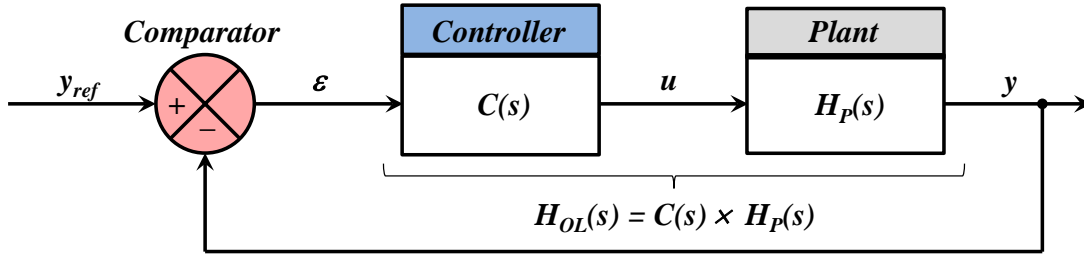 Comparator
Controller
Plant
y_ref
+
−
ε
C(s)
u
H_P(s)
y
H_OL(s) = C(s) × H_P(s)